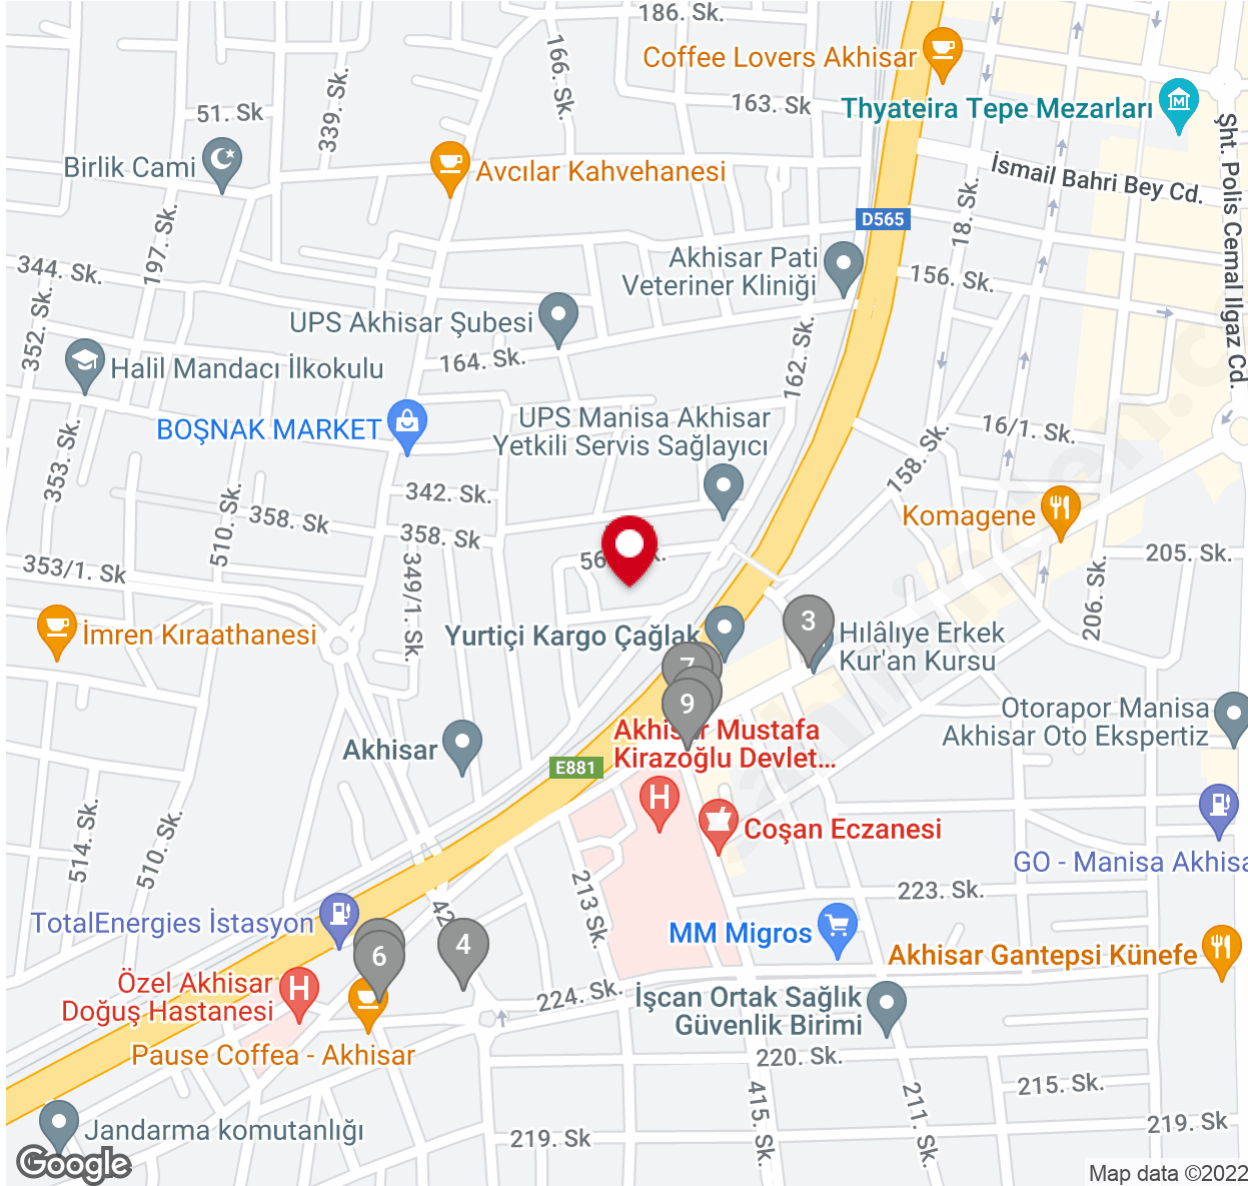 186. Sk.
166. Sk.
Coffee Lovers Akhisar
163. Sk
Thyateira Tepe Mezarları
51. Sk
339. Sk.
Şht. Polis Cemal Ilgaz Cd.
Birlik Cami
Avcılar Kahvehanesi
İsmail Bahri Bey Cd.
197. Sk.
D565
18. Sk.
344. Sk.
Akhisar Pati
Veteriner Kliniği
156. Sk.
352. Sk.
UPS Akhisar Şubesi
164. Sk.
162. Sk.
Halil Mandacı İlkokulu
BOŞNAK MARKET
UPS Manisa Akhisar
Yetkili Servis Sağlayıcı
16/1. Sk.
158. Sk.
353. Sk.
342. Sk.
510. Sk.
358. Sk
358. Sk
Komagene
205. Sk.
353/1. Sk
349/1. Sk.
206. Sk.
İmren Kıraathanesi
Yurtiçi Kargo Çağlak
3
Hılâlıye Erkek
Kur'an Kursu
7
9
Otorapor Manisa
Akhisar Oto Ekspertiz
Akhisar Mustafa
Kirazoğlu Devlet...
Akhisar
E881
H
Coşan Eczanesi
514. Sk.
510. Sk.
GO - Manisa Akhisa
213 Sk.
223. Sk.
TotalEnergies İstasyon
MM Migros
4
6
Akhisar Gantepsi Künefe
Özel Akhisar
Doğuş Hastanesi
H
224. Sk.
İşcan Ortak Sağlık
Güvenlik Birimi
Pause Coffea - Akhisar
220. Sk.
215. Sk.
415. Sk.
211. Sk.
Jandarma komutanlığı
219. Sk
219. Sk
Google
Map data ©2022